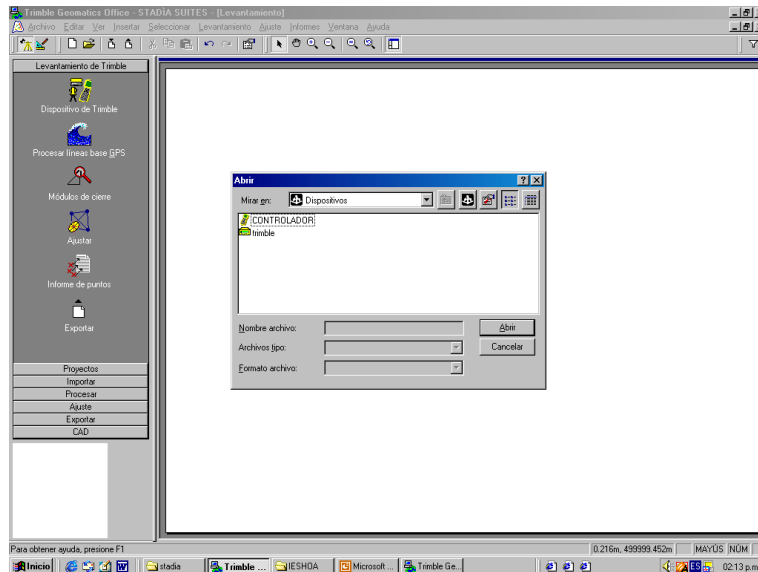 Trimble Geomatics Office - STADÍA SUITES - [Levantamiento]
Archivo Editar Ver Insertar Seleccionar Levantamiento Ajuste Informes Ventana Ayuda
Levantamiento de Trimble
Dispositivo de Trimble
Procesar líneas base GPS
Módulos de cierre
Ajustar
Informe de puntos
Exportar
Proyectos
Importar
Procesar
Ajuste
Exportar
CAD
Abrir
Mirar en: Dispositivos
CONTROLADOR
trimble
Nombre archivo:
Abrir
Archivos tipo:
Cancelar
Formato archivo:
Para obtener ayuda, presione F1
0.216m, 499999.452m MAYÚS NÚM
Inicio stadia Trimble ... IESHOA Microsoft ... Trimble Ge... ES 02:13 p.m